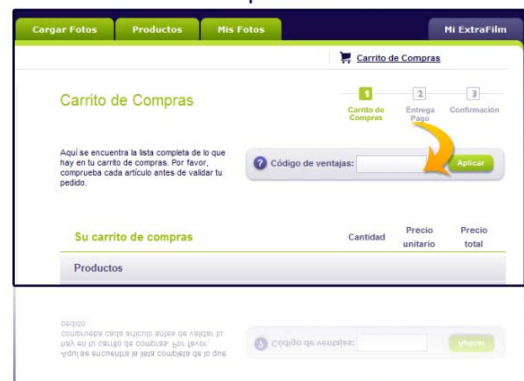 Cargar Fotos Productos Mis Fotos Mi ExtraFilm
Carrito de Compras
Carrito de Compras
1 2 3
Carrito de Compras Entrega Pago Confirmación
Aquí se encuentra la lista completa de lo que
hay en tu carrito de compras. Por favor,
comprueba cada artículo antes de validar tu
pedido.
Código de ventajas: Aplicar
Su carrito de compras Cantidad Precio unitario Precio total
Productos